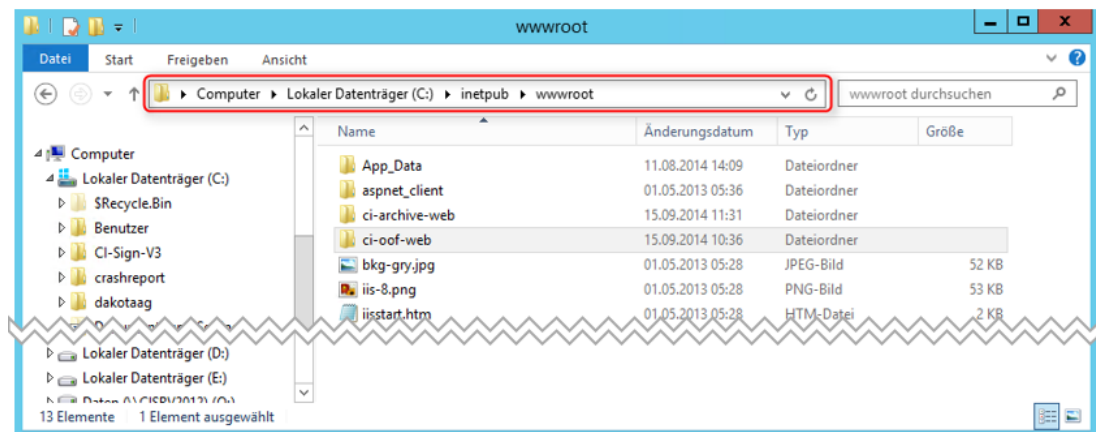 wwwroot
Datei Start Freigeben Ansicht
Computer Lokaler Datenträger (C:) inetpub wwwroot wwwroot durchsuchen
Name Änderungsdatum Typ Größe
Computer
Lokaler Datenträger (C:)
$Recycle.Bin
Benutzer
CI-Sign-V3
crashreport
dakotaag
App_Data 11.08.2014 14:09 Dateiordner
aspnet_client 01.05.2013 05:36 Dateiordner
ci-archive-web 15.09.2014 11:31 Dateiordner
ci-oof-web 15.09.2014 10:36 Dateiordner
bkg-gry.jpg 01.05.2013 05:28 JPEG-Bild 52 KB
iis-8.png 01.05.2013 05:28 PNG-Bild 53 KB
iisstart.htm 01.05.2013 05:28 HTM-Datei 2 KB
Lokaler Datenträger (D:)
Lokaler Datenträger (E:)
13 Elemente 1 Element ausgewählt